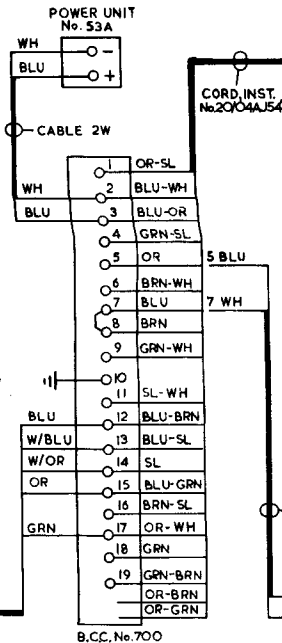 POWER UNIT
No. 53A
WH
–
BLU
+
CORD, INST.
No.20/04AJ54
CABLE 2W
1 OR-SL
WH 2 BLU-WH
BLU 3 BLU-OR
4 GRN-SL
5 OR 5 BLU
6 BRN-WH
7 BLU 7 WH
8 BRN
9 GRN-WH
10
11 SL-WH
BLU 12 BLU-BRN
W/BLU 13 BLU-SL
W/OR 14 SL
OR 15 BLU-GRN
16 BRN-SL
GRN 17 OR-WH
18 GRN
19 GRN-BRN
OR-BRN
OR-GRN
B.C.C. No.700